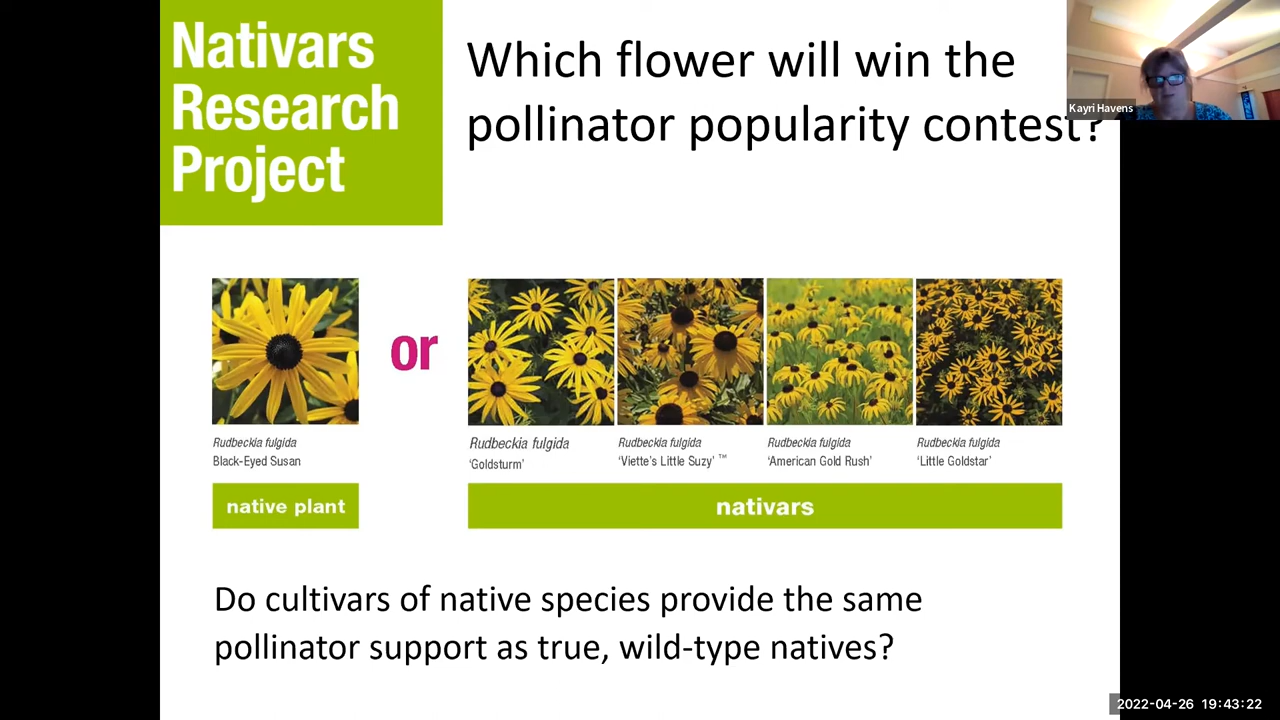 Nativars
Research
Project
Which flower will win the
pollinator popularity contest?
Kayri Havens
or
Rudbeckia fulgida
Black-Eyed Susan
Rudbeckia fulgida
‘Goldsturm’
Rudbeckia fulgida
‘Viette’s Little Suzy’ ™
Rudbeckia fulgida
‘American Gold Rush’
Rudbeckia fulgida
‘Little Goldstar’
native plant
nativars
Do cultivars of native species provide the same
pollinator support as true, wild-type natives?
2022-04-26 19:43:22